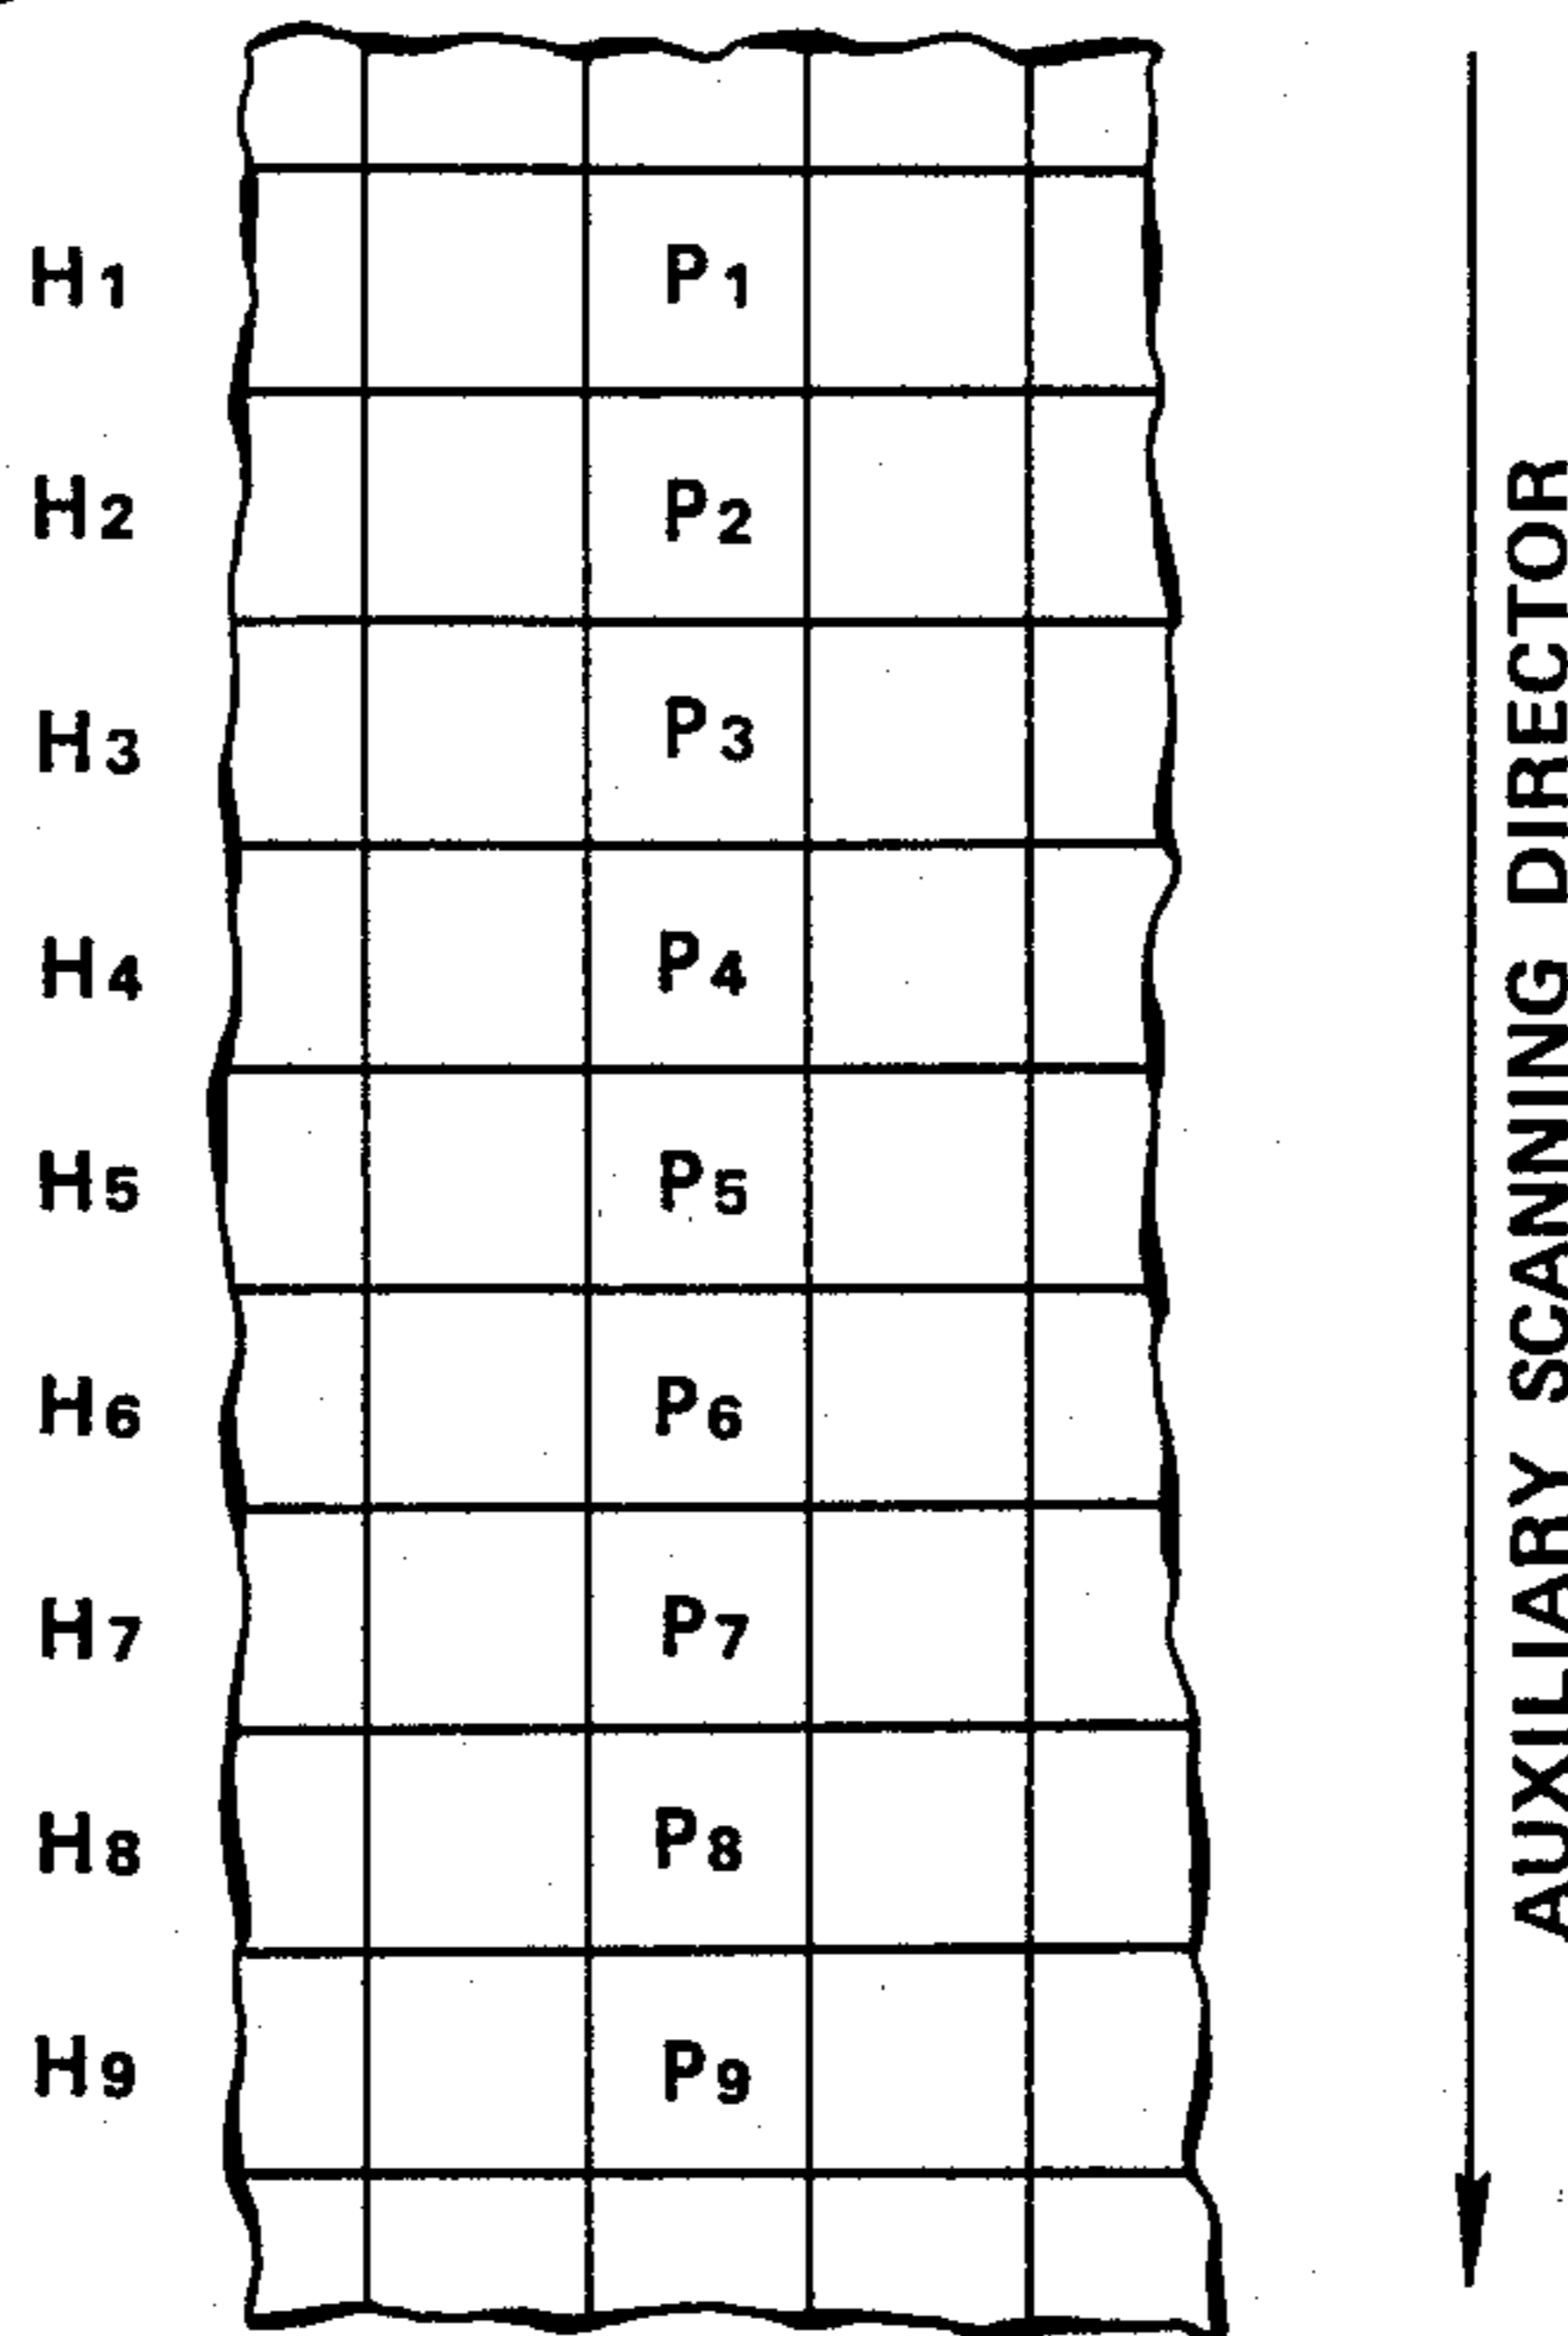 H1 P1
H2 P2
H3 P3
H4 P4
H5 P5
H6 P6
H7 P7
H8 P8
H9 P9
AUXILIARY SCANNING DIRECTOR